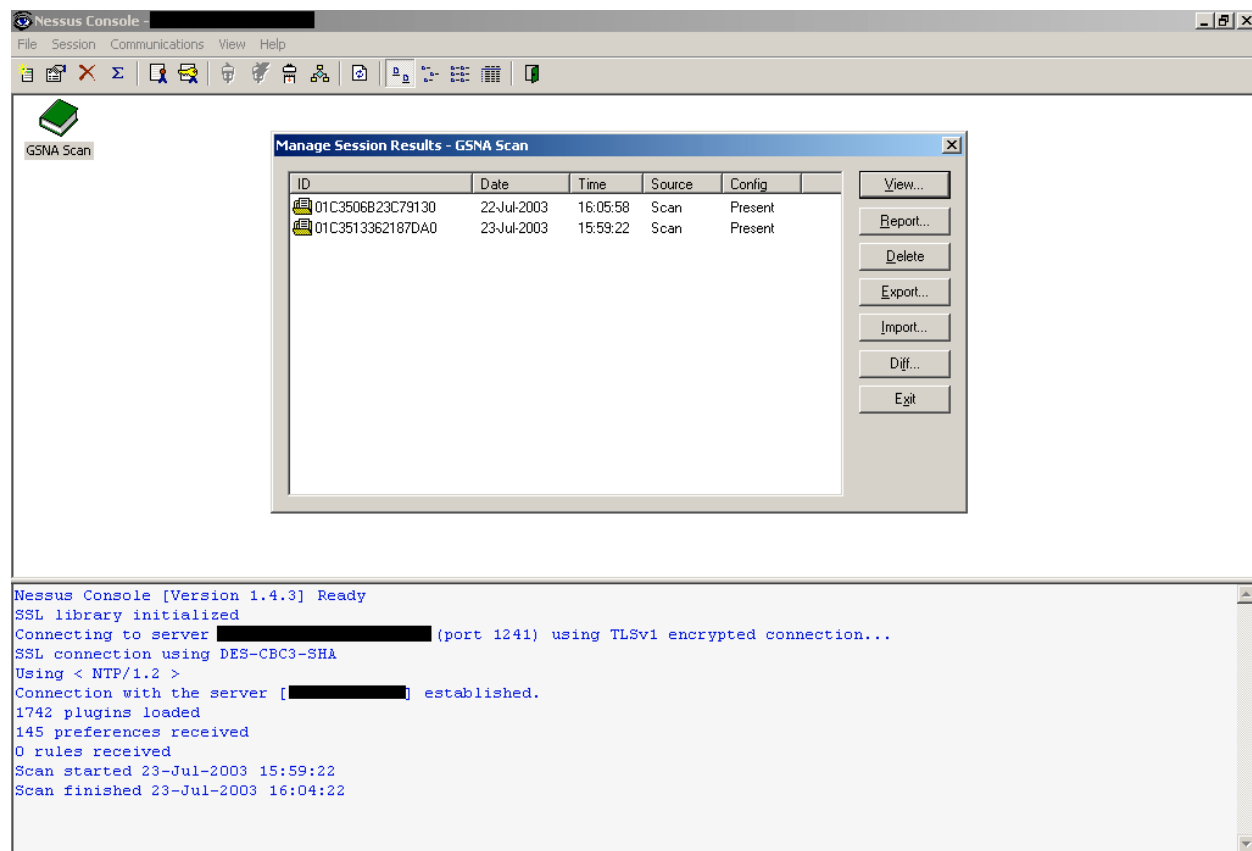 Nessus Console -
File Session Communications View Help
GSNA Scan
Manage Session Results - GSNA Scan
ID Date Time Source Config
01C3506B23C79130 22-Jul-2003 16:05:58 Scan Present
01C3513362187DA0 23-Jul-2003 15:59:22 Scan Present
View...
Report...
Delete
Export...
Import...
Diff...
Exit
Nessus Console [Version 1.4.3] Ready
SSL library initialized
Connecting to server (port 1241) using TLSv1 encrypted connection...
SSL connection using DES-CBC3-SHA
Using < NTP/1.2 >
Connection with the server [ ] established.
1742 plugins loaded
145 preferences received
0 rules received
Scan started 23-Jul-2003 15:59:22
Scan finished 23-Jul-2003 16:04:22